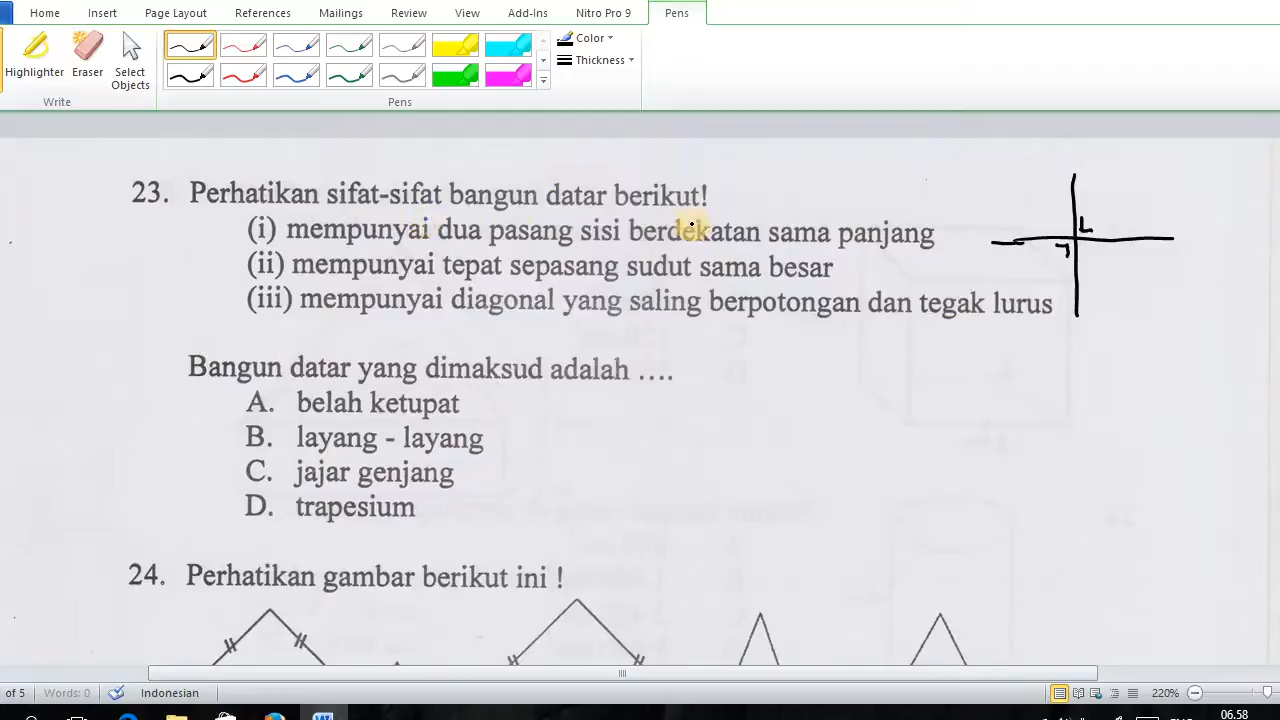 Home Insert Page Layout References Mailings Review View Add-Ins Nitro Pro 9 Pens
Highlighter Eraser Select Objects
Color
Thickness
Write Pens
23. Perhatikan sifat-sifat bangun datar berikut!
(i) mempunyai dua pasang sisi berdekatan sama panjang
(ii) mempunyai tepat sepasang sudut sama besar
(iii) mempunyai diagonal yang saling berpotongan dan tegak lurus
Bangun datar yang dimaksud adalah ....
A. belah ketupat
B. layang - layang
C. jajar genjang
D. trapesium
24. Perhatikan gambar berikut ini !
of 5 Words: 0 Indonesian 220%
06.58